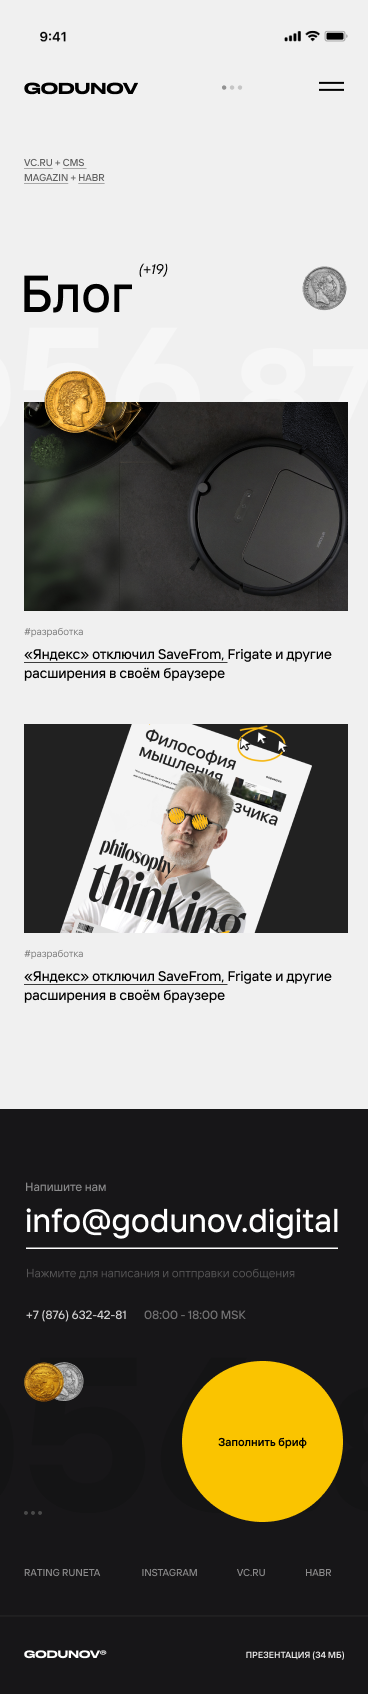 9:41
GODUNOV
VC.RU + CMS
MAGAZIN + HABR
Блог (+19)
056 87
#разработка
«Яндекс» отключил SaveFrom, Frigate и другие
расширения в своём браузере
Философия
мышления
зчика
philosophy
thinking
#разработка
«Яндекс» отключил SaveFrom, Frigate и другие
расширения в своём браузере
Напишите нам
info@godunov.digital
Нажмите для написания и оптправки сообщения
+7 (876) 632-42-81 08:00 - 18:00 MSK
Заполнить бриф
RATING RUNETA INSTAGRAM VC.RU HABR
GODUNOV® ПРЕЗЕНТАЦИЯ (34 МБ)